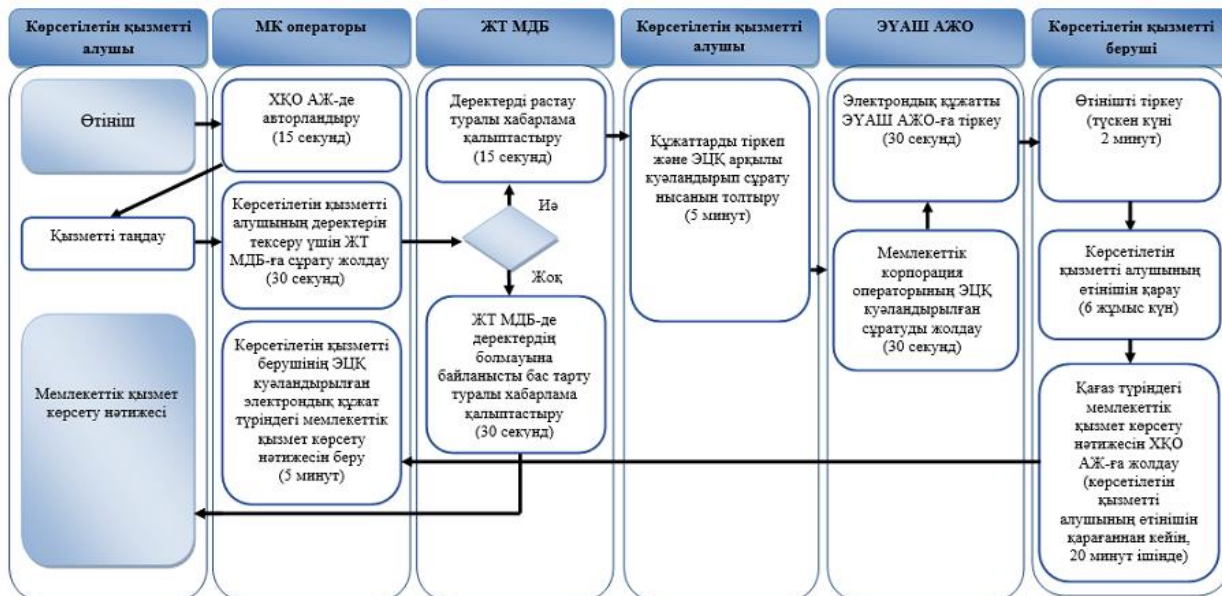 Көрсетілетін қызметті
алушы
МК операторы
ЖТ МДБ
Көрсетілетін қызметті
алушы
ЭҮАШ АЖО
Көрсетілетін қызметті
беруші
Өтініш
ХҚО АЖ-де
авторландыру
(15 секунд)
Қызметті таңдау
Көрсетілетін қызметті
алушының деректерін
тексеру үшін ЖТ
МДБ-ға сұрату жолдау
(30 секунд)
Деректерді растау
туралы хабарлама
қалыптастыру
(15 секунд)
Иә
Жоқ
ЖТ МДБ-де
деректердің
болмауына
байланысты бас тарту
туралы хабарлама
қалыптастыру
(30 секунд)
Құжаттарды тіркеп
және ЭЦҚ арқылы
куәландырып сұрату
нысанын толтыру
(5 минут)
Мемлекеттік
корпорация
операторының ЭЦҚ
куәландырылған
сұратуды жолдау
(30 секунд)
Электрондық құжатты
ЭҮАШ АЖО-ға тіркеу
(30 секунд)
Өтінішті тіркеу
(түскен күні
2 минут)
Көрсетілетін
қызметті алушының
өтінішін қарау
(6 жұмыс күн)
Қағаз түріндегі
мемлекеттік
қызмет көрсету
нәтижесін ХҚО
АЖ-ға жолдау
(көрсетілетін
қызметті
алушының өтінішін
қарағаннан кейін,
20 минут ішінде)
Көрсетілетін қызметті
берушінің ЭЦҚ
куәландырылған
электрондық құжат
түріндегі мемлекеттік
қызмет көрсету
нәтижесін беру
(5 минут)
Мемлекеттік қызмет
көрсету нәтижесі